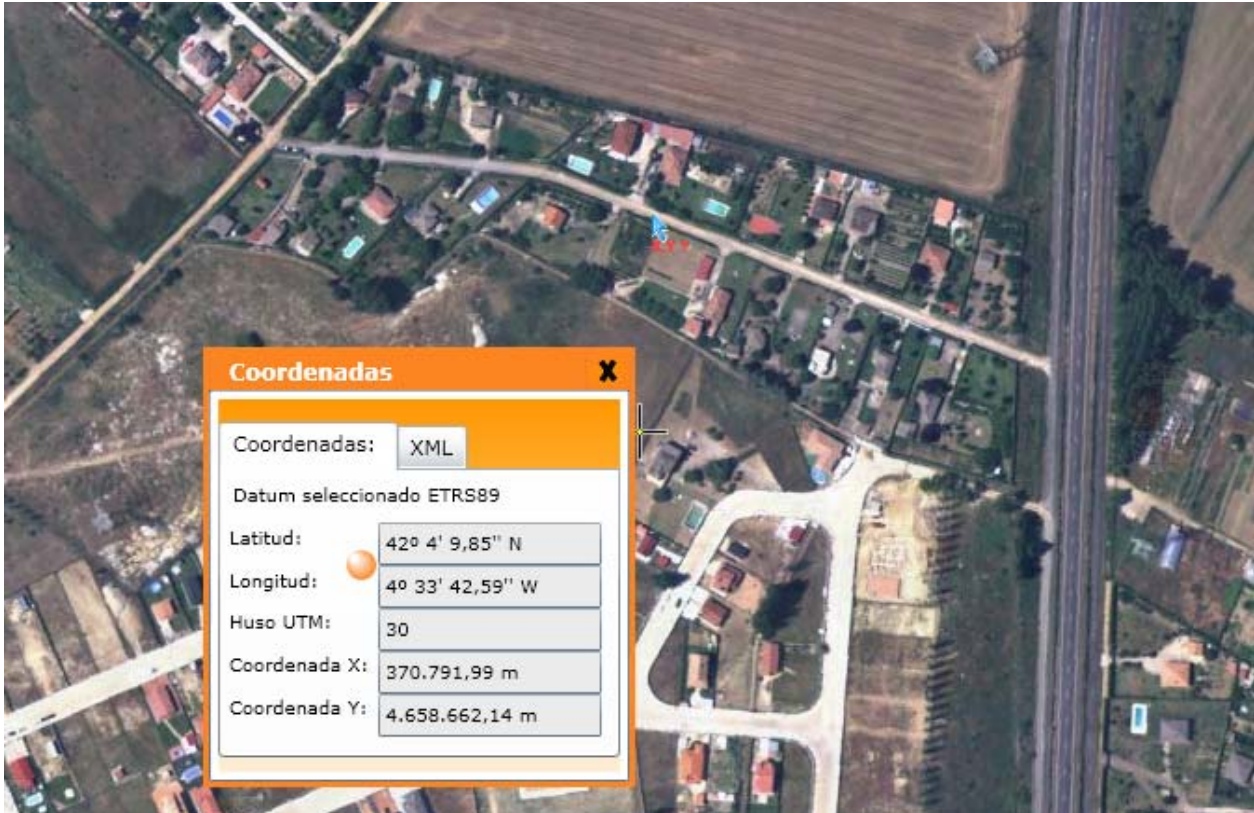 Coordenadas
Coordenadas:
XML
Datum seleccionado ETRS89
Latitud: 42º 4' 9,85'' N
Longitud: 4º 33' 42,59'' W
Huso UTM: 30
Coordenada X: 370.791,99 m
Coordenada Y: 4.658.662,14 m